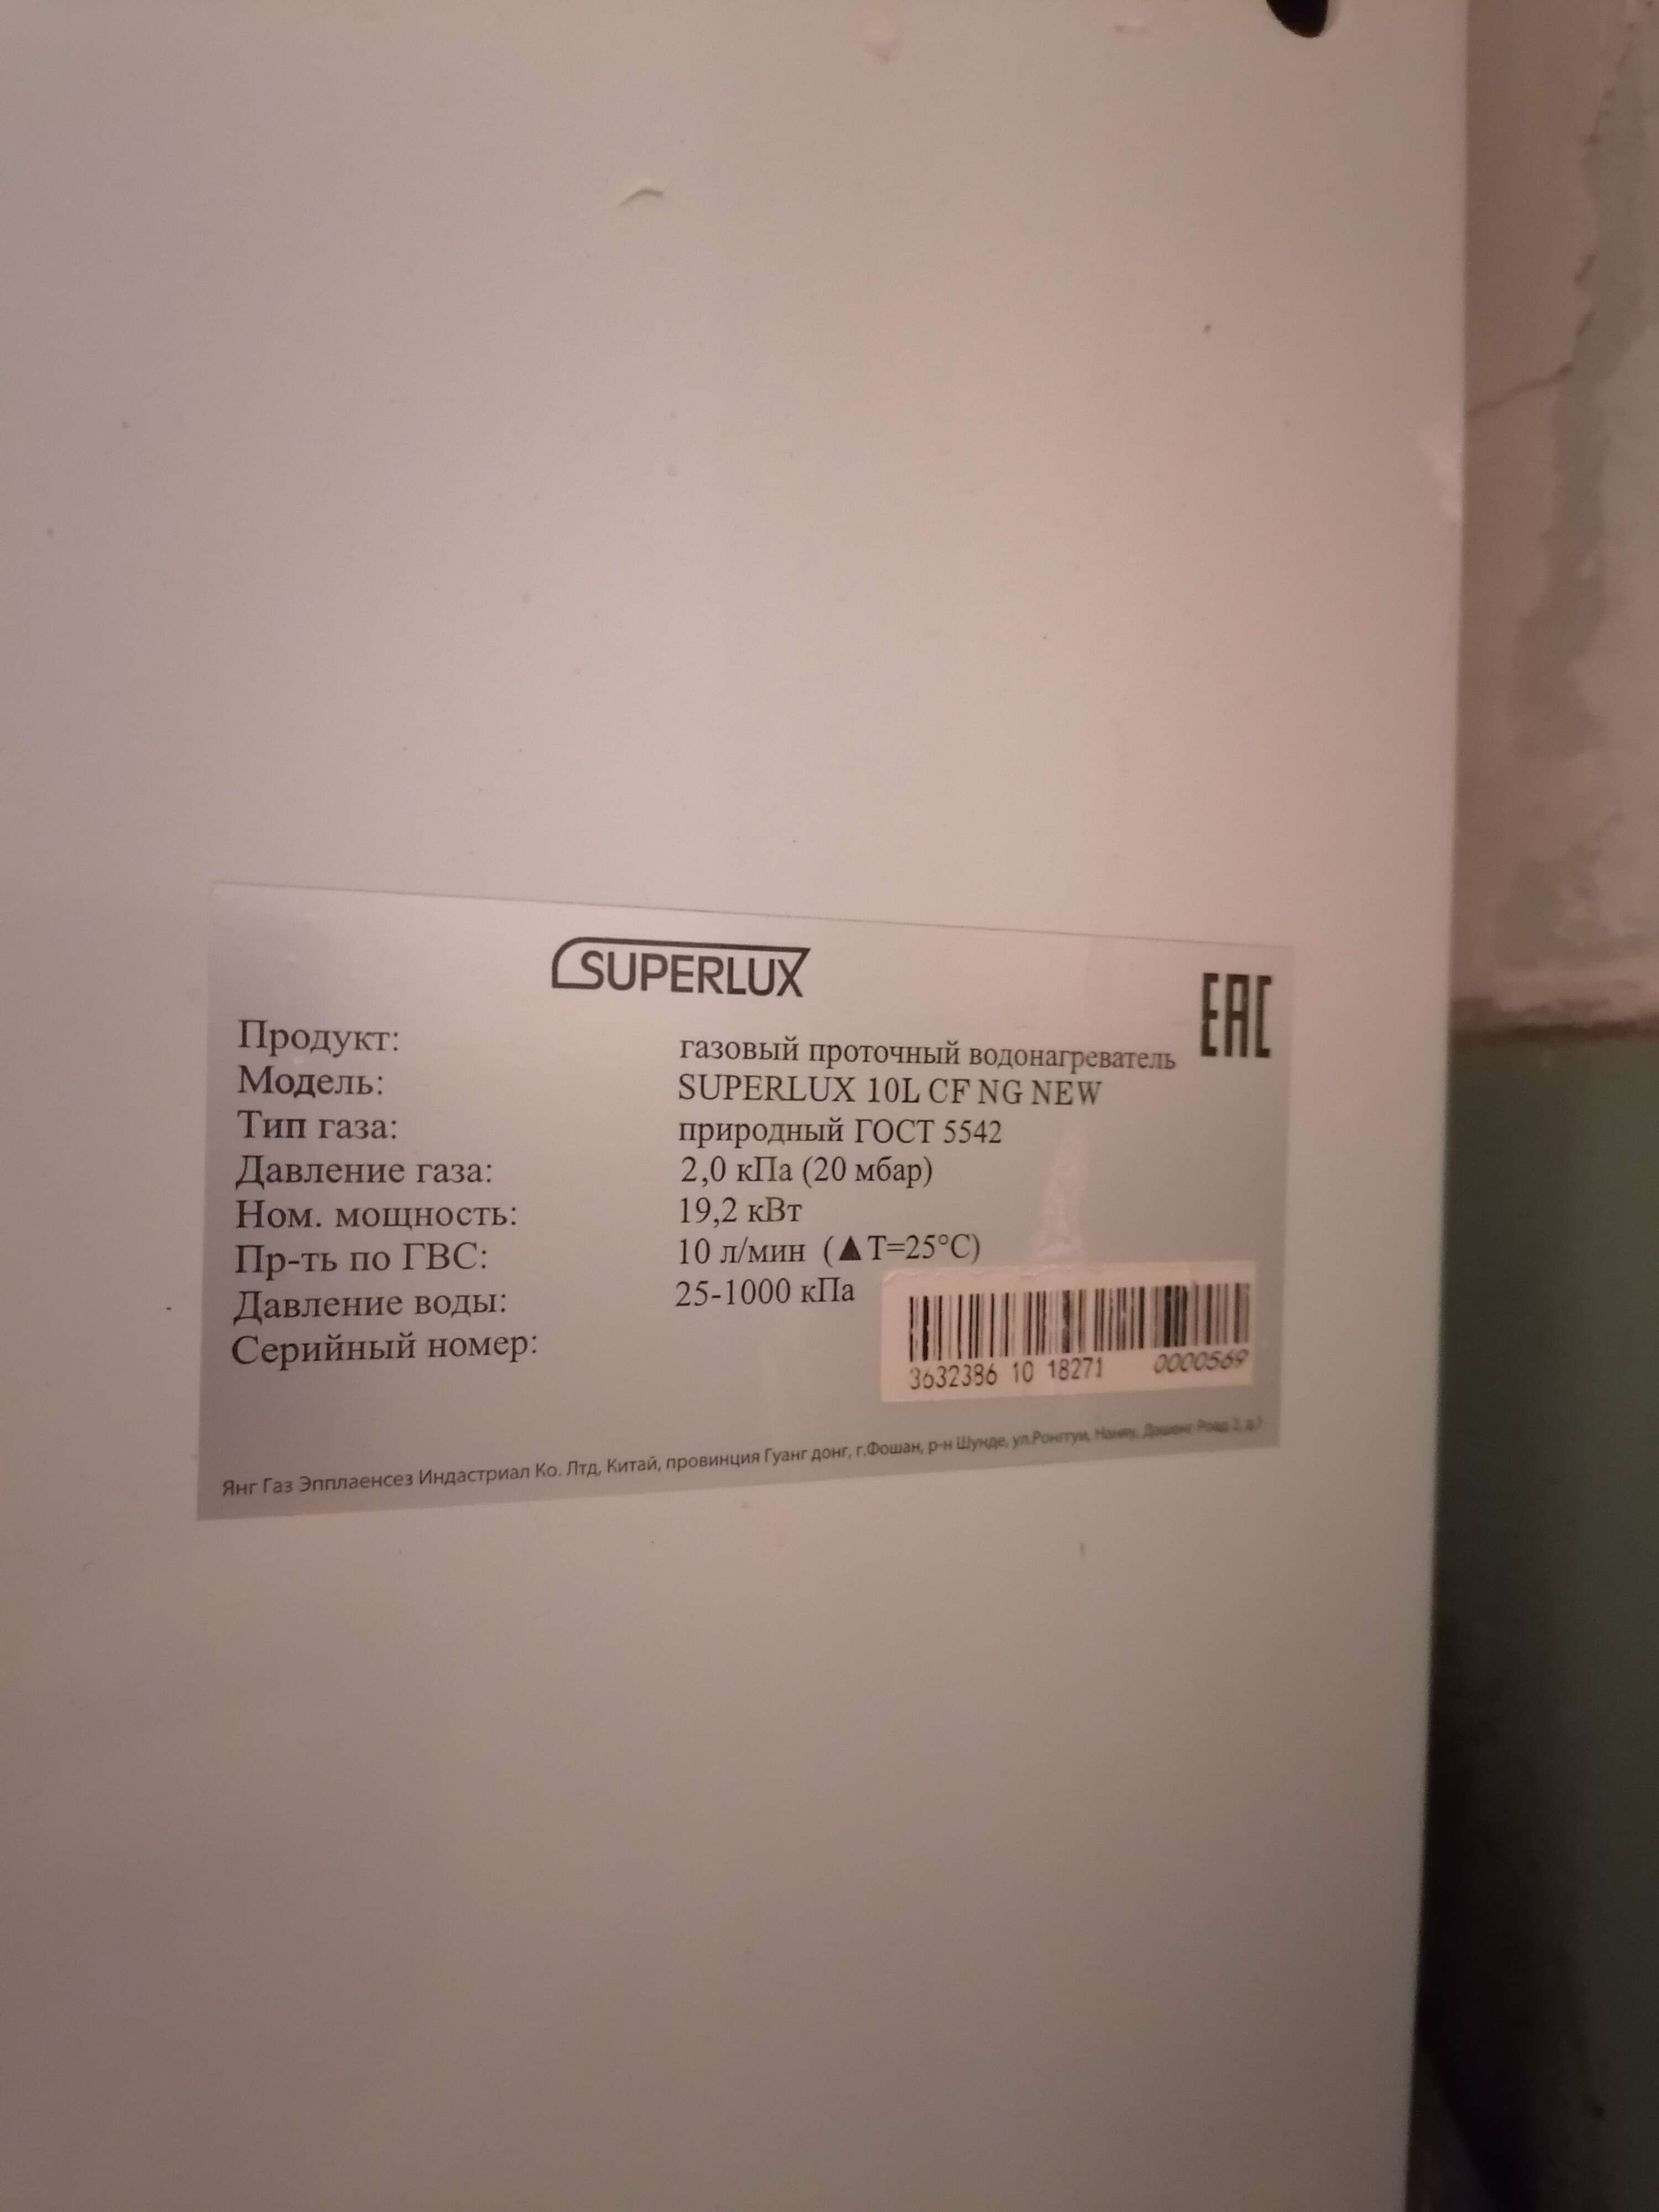 SUPERLUX
EAC
Продукт: газовый проточный водонагреватель
Модель: SUPERLUX 10L CF NG NEW
Тип газа: природный ГОСТ 5542
Давление газа: 2,0 кПа (20 мбар)
Ном. мощность: 19,2 кВт
Пр-ть по ГВС: 10 л/мин (▲T=25°C)
Давление воды: 25-1000 кПа
Серийный номер:
3632386 10 18271 0000569
Янг Газ Эпплаенсез Индастриал Ко. Лтд, Китай, провинция Гуанг донг, г.Фошан, р-н Шунде, ул.Ронггуи,